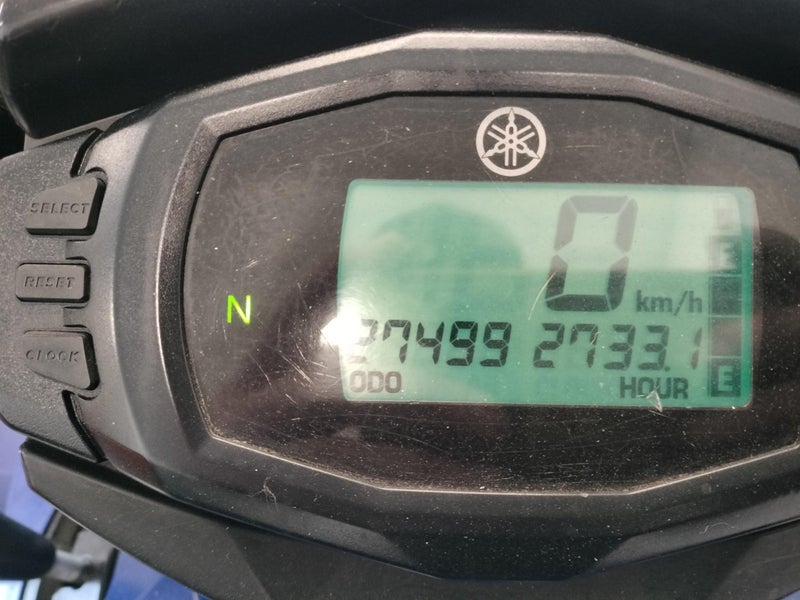 SELECT
RESET
CLOCK
N
0
km/h
27499 2733.1
ODO HOUR
E